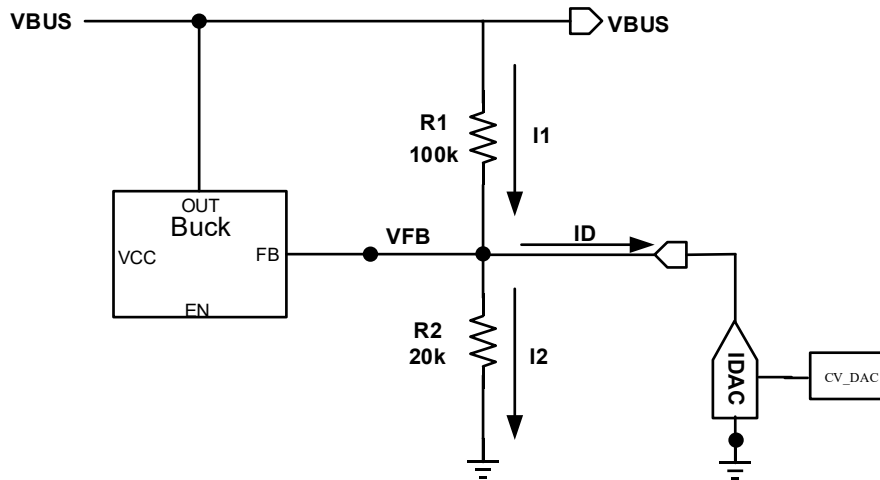 VBUS
VBUS
R1
100k
I1
OUT
Buck
VCC
FB
EN
VFB
ID
R2
20k
I2
IDAC
CV_DAC